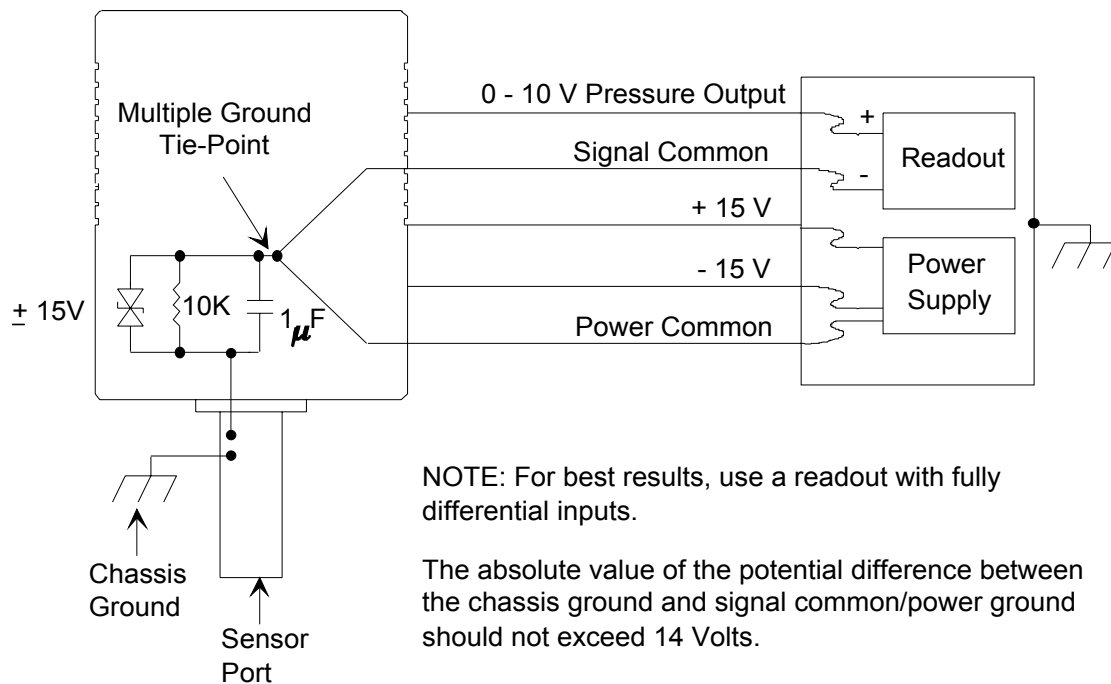 0 - 10 V Pressure Output
Multiple Ground
Tie-Point
Signal Common
+ 15 V
- 15 V
Power Common
+
-
Readout
Power
Supply
± 15V
10K
1µF
Chassis
Ground
Sensor
Port
NOTE: For best results, use a readout with fully
differential inputs.
The absolute value of the potential difference between
the chassis ground and signal common/power ground
should not exceed 14 Volts.